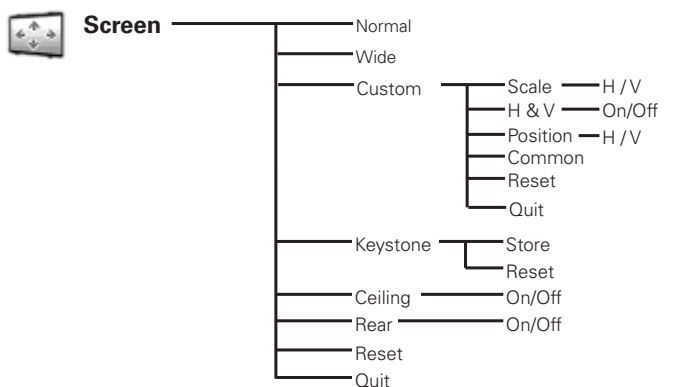 Screen Normal
Wide
Custom Scale H / V
H & V On/Off
Position H / V
Common
Reset
Quit
Keystone Store
Reset
Ceiling On/Off
Rear On/Off
Reset
Quit